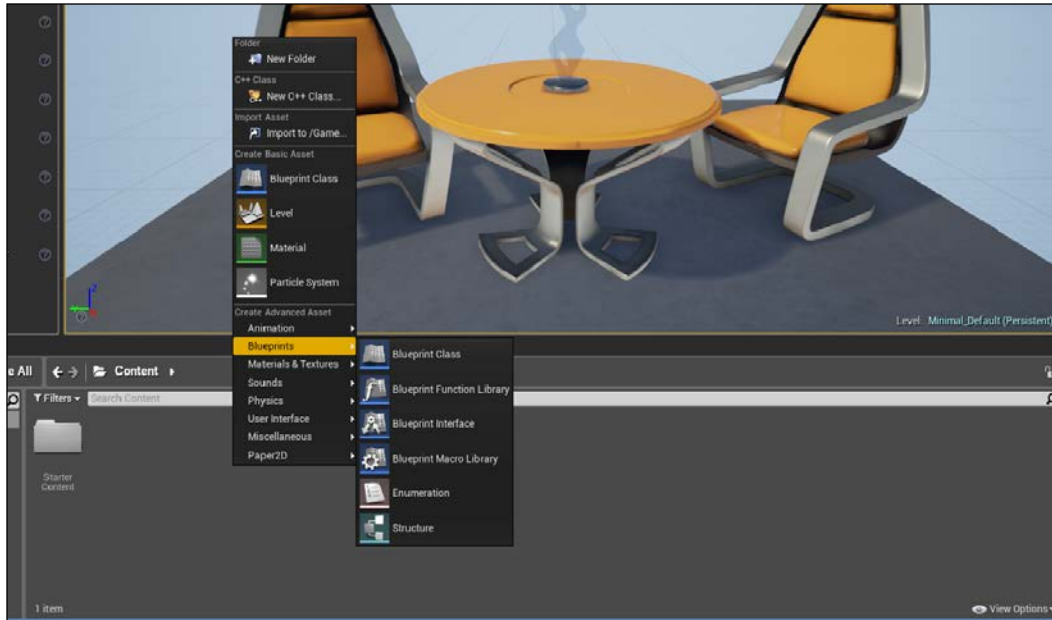 Folder
New Folder
C++ Class
New C++ Class...
Import Asset
Import to /Game...
Create Basic Asset
Blueprint Class
Level
Material
Particle System
Create Advanced Asset
Animation
Blueprints
Materials & Textures
Sounds
Physics
User Interface
Miscellaneous
Paper2D
Blueprint Class
Blueprint Function Library
Blueprint Interface
Blueprint Macro Library
Enumeration
Structure
Level: Minimal_Default (Persistent)
e All
Content
Filters
Search Content
Starter
Content
1 item
View Options